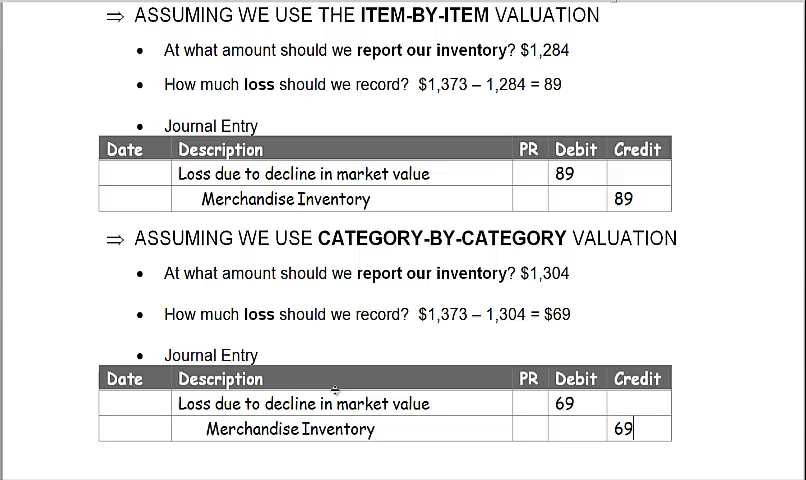 ⇒ ASSUMING WE USE THE ITEM-BY-ITEM VALUATION
• At what amount should we report our inventory? $1,284
• How much loss should we record? $1,373 – 1,284 = 89
• Journal Entry
Date Description PR Debit Credit
Loss due to decline in market value 89
Merchandise Inventory 89
⇒ ASSUMING WE USE CATEGORY-BY-CATEGORY VALUATION
• At what amount should we report our inventory? $1,304
• How much loss should we record? $1,373 – 1,304 = $69
• Journal Entry
Date Description PR Debit Credit
Loss due to decline in market value 69
Merchandise Inventory 69